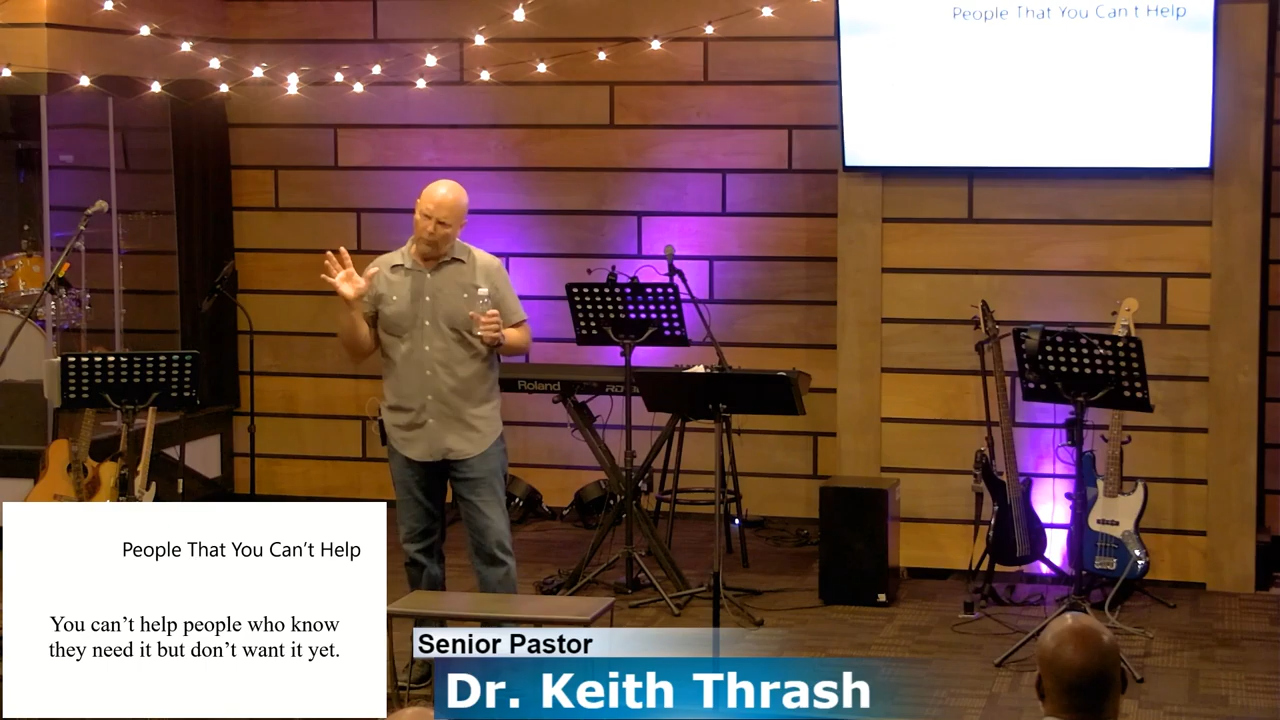 People That You Can t Help
Roland
RD
People That You Can't Help
You can't help people who know
they need it but don't want it yet.
Senior Pastor
Dr. Keith Thrash